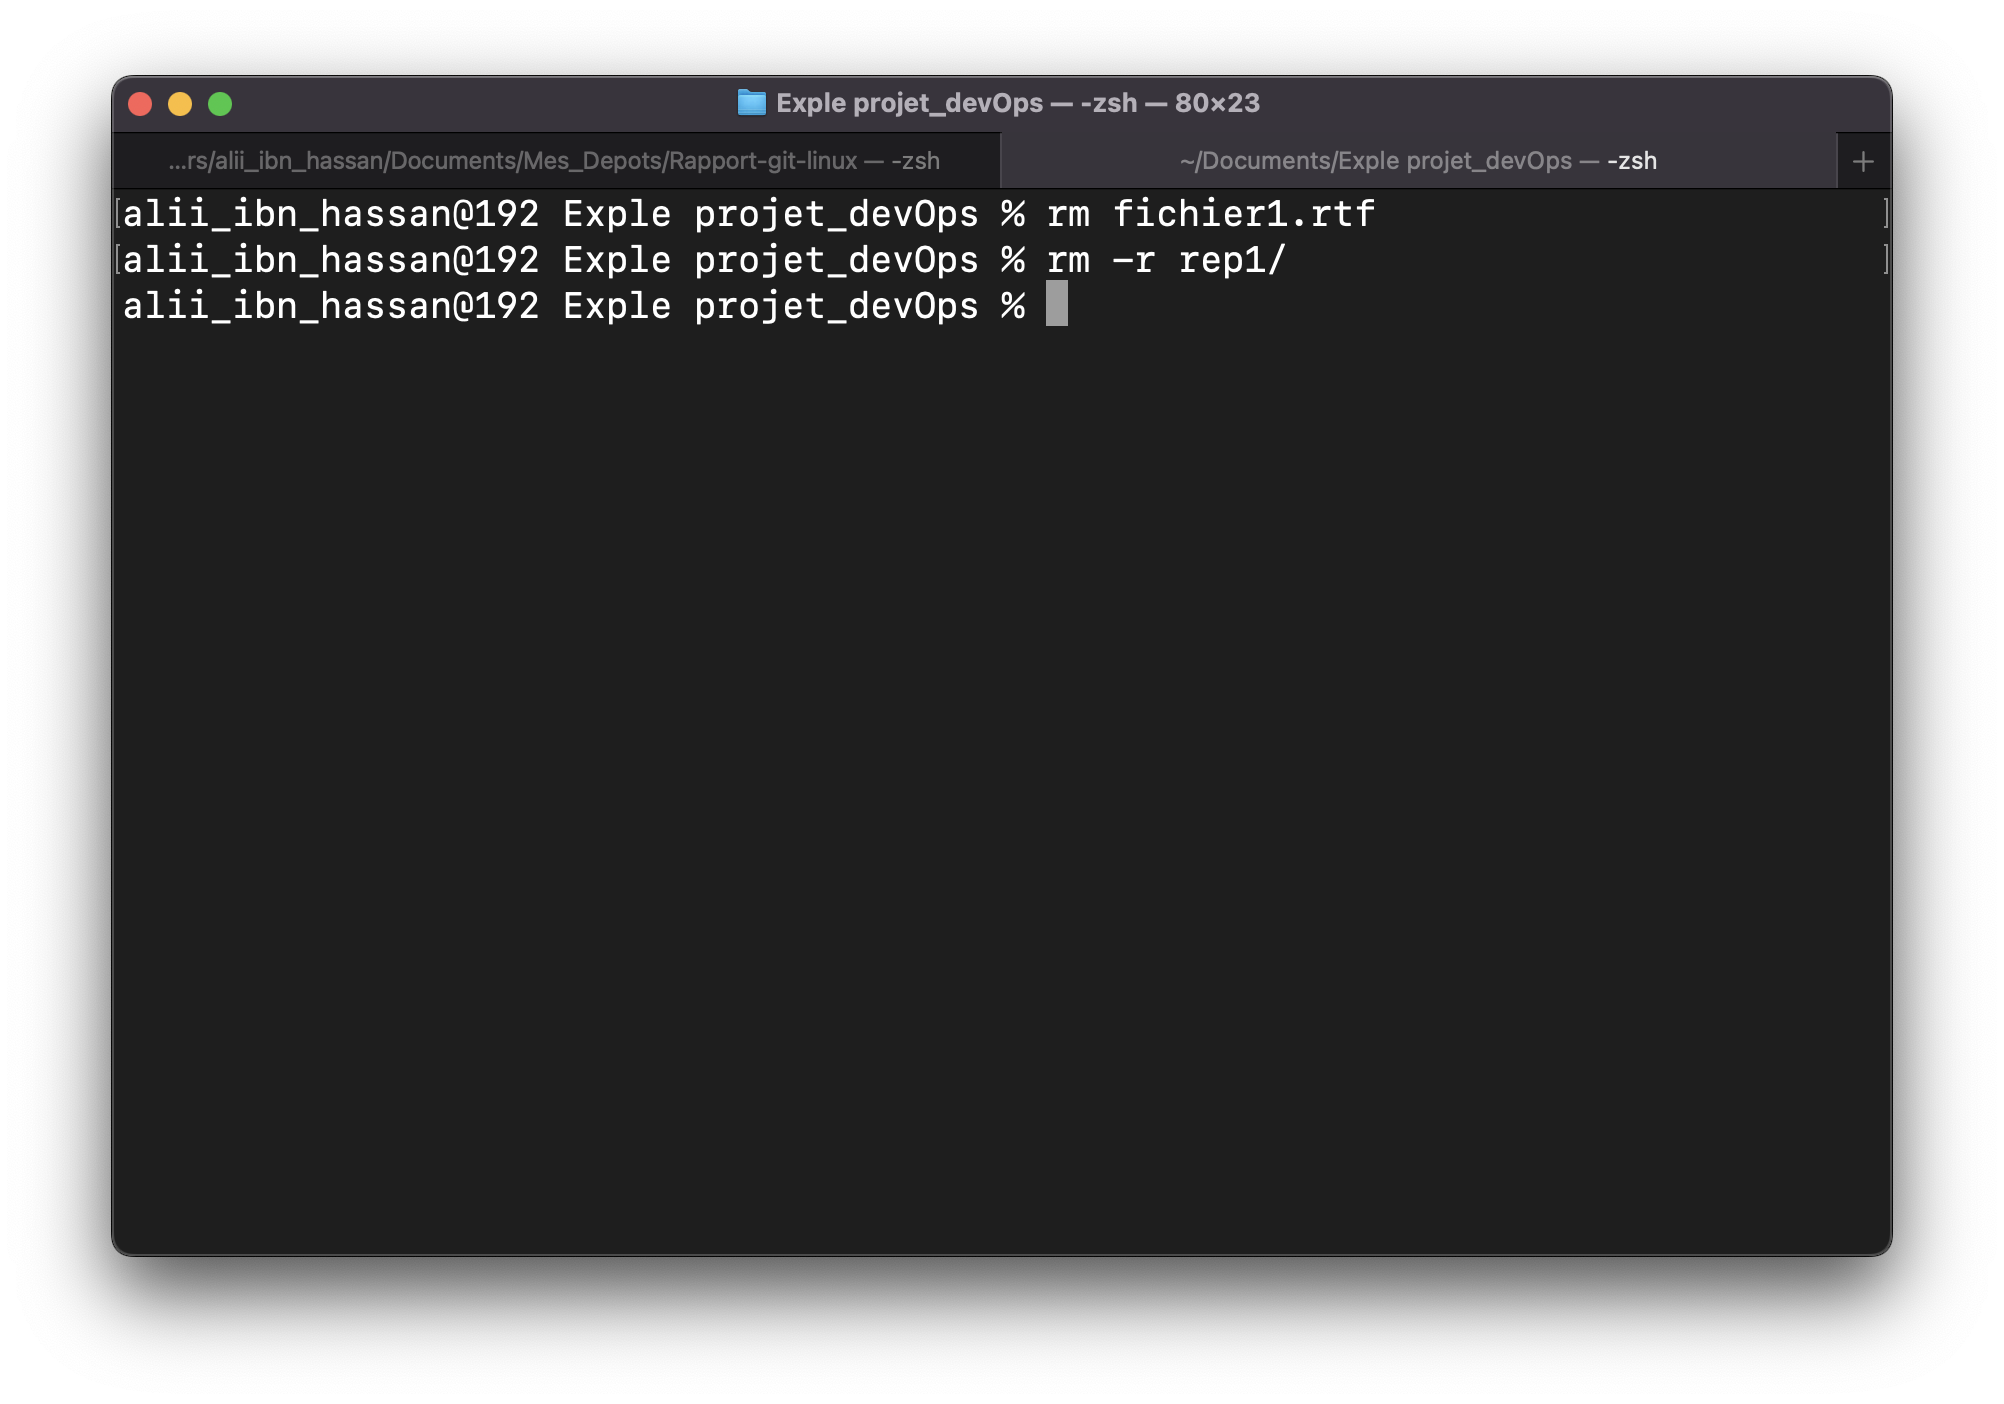 Exple projet_devOps — -zsh — 80×23
...rs/alii_ibn_hassan/Documents/Mes_Depots/Rapport-git-linux — -zsh
~/Documents/Exple projet_devOps — -zsh
[alii_ibn_hassan@192 Exple projet_devOps % rm fichier1.rtf ]
[alii_ibn_hassan@192 Exple projet_devOps % rm -r rep1/ ]
alii_ibn_hassan@192 Exple projet_devOps %